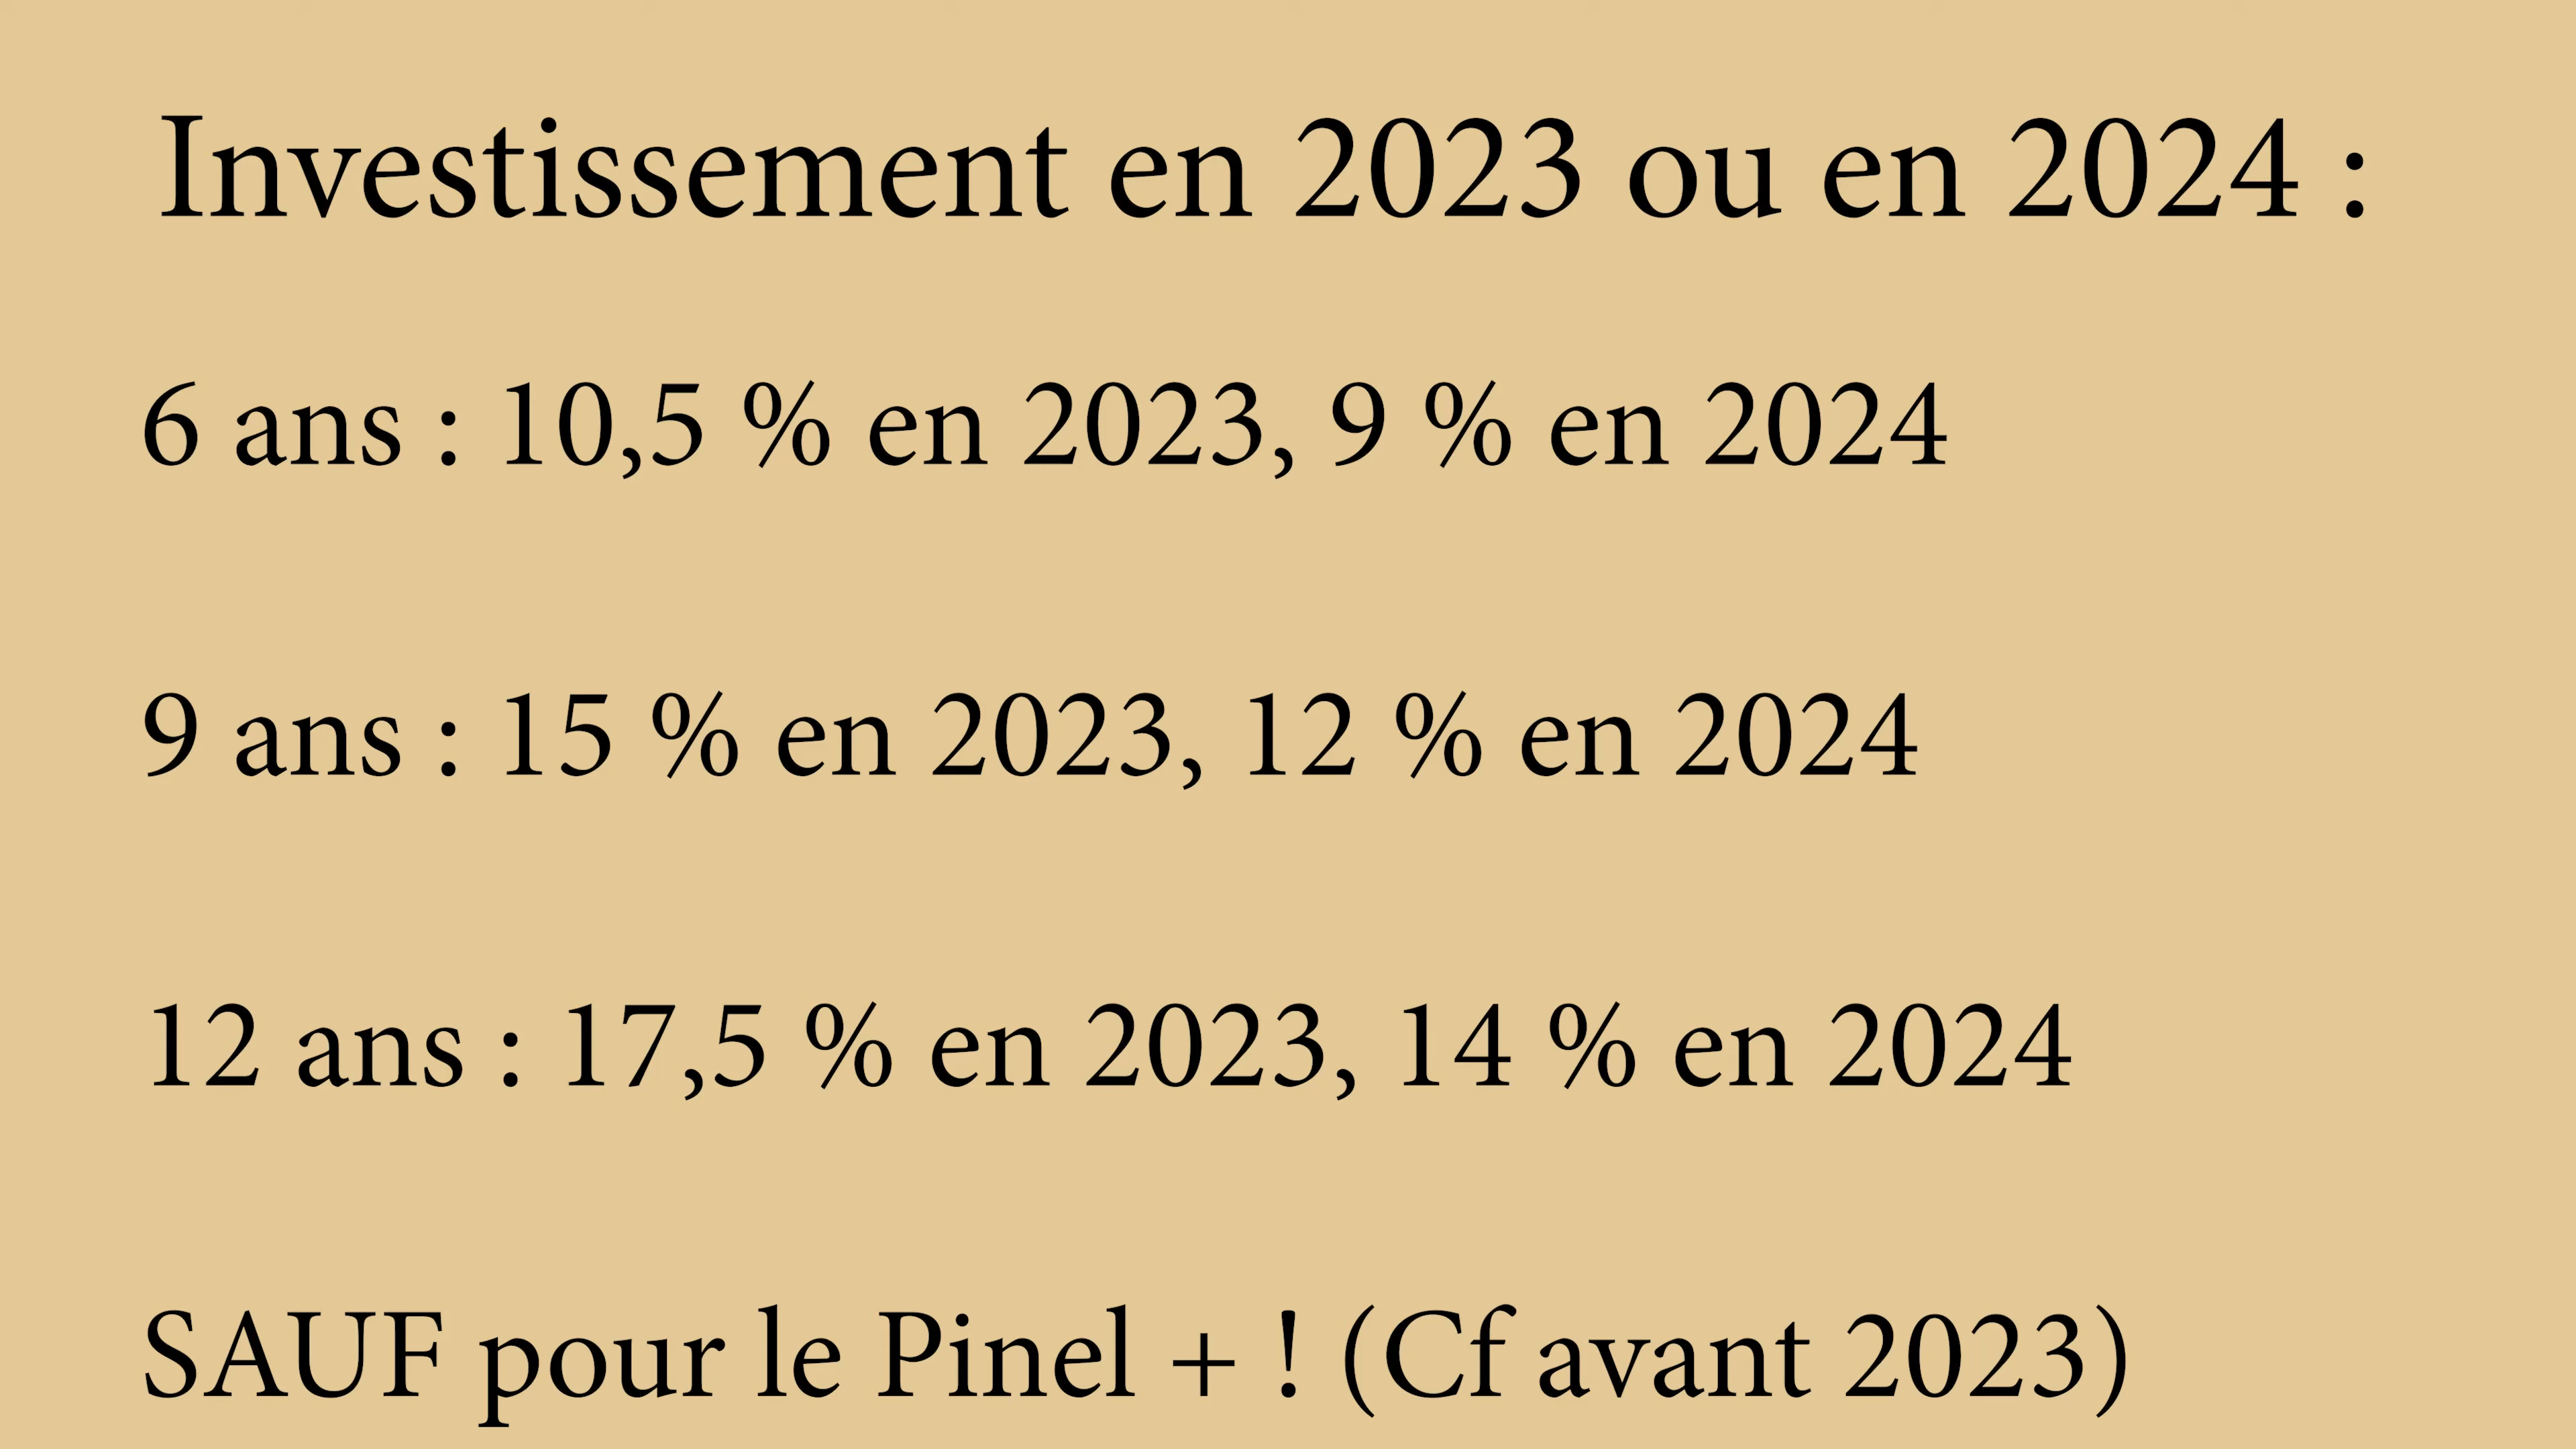 Investissement en 2023 ou en 2024 :
6 ans : 10,5 % en 2023, 9 % en 2024
9 ans : 15 % en 2023, 12 % en 2024
12 ans : 17,5 % en 2023, 14 % en 2024
SAUF pour le Pinel + ! (Cf avant 2023)